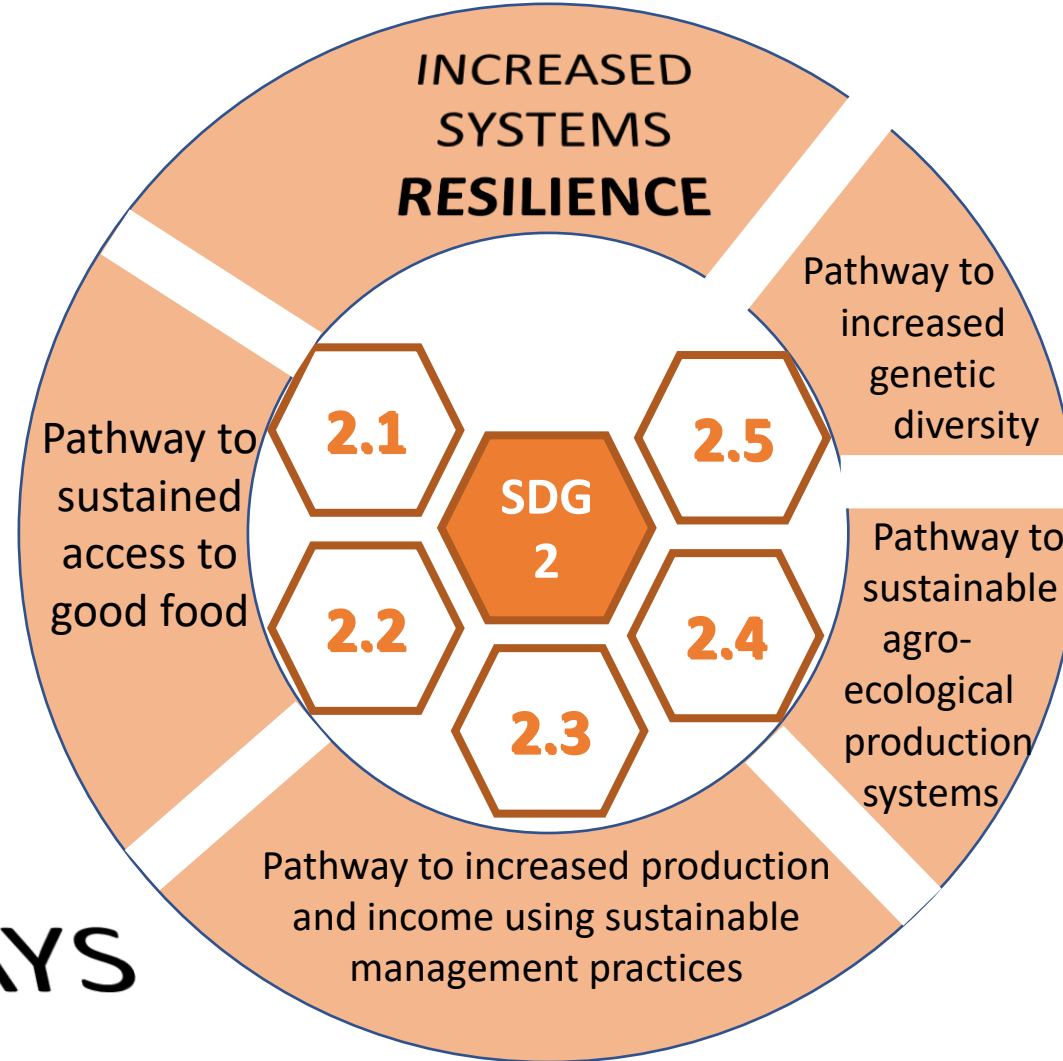 INCREASED
SYSTEMS
RESILIENCE
Pathway to
increased
genetic
diversity
Pathway to
sustainable
agro-
ecological
production
systems
Pathway to increased production
and income using sustainable
management practices
Pathway to
sustained
access to
good food
2.1
2.5
SDG
2
2.2
2.4
2.3
AYS